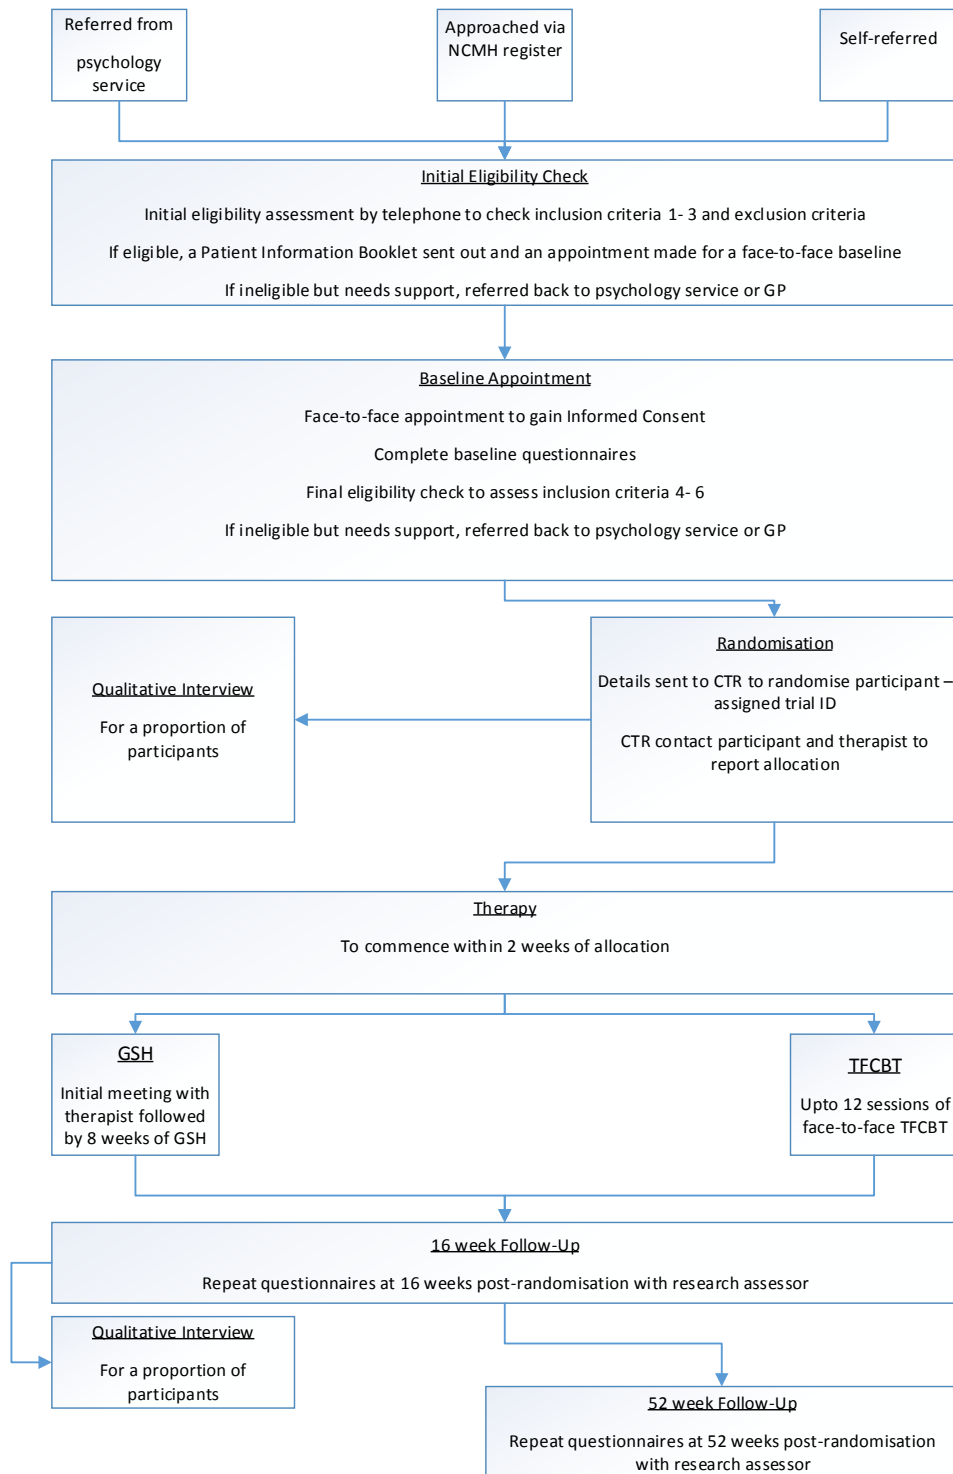 Referred from
psychology
service
Approached via
NCMH register
Self-referred
Initial Eligibility Check
Initial eligibility assessment by telephone to check inclusion criteria 1- 3 and exclusion criteria
If eligible, a Patient Information Booklet sent out and an appointment made for a face-to-face baseline
If ineligible but needs support, referred back to psychology service or GP
Baseline Appointment
Face-to-face appointment to gain Informed Consent
Complete baseline questionnaires
Final eligibility check to assess inclusion criteria 4- 6
If ineligible but needs support, referred back to psychology service or GP
Qualitative Interview
For a proportion of
participants
Randomisation
Details sent to CTR to randomise participant –
assigned trial ID
CTR contact participant and therapist to
report allocation
Therapy
To commence within 2 weeks of allocation
GSH
Initial meeting with
therapist followed
by 8 weeks of GSH
TFCBT
Upto 12 sessions of
face-to-face TFCBT
16 week Follow-Up
Repeat questionnaires at 16 weeks post-randomisation with research assessor
Qualitative Interview
For a proportion of
participants
52 week Follow-Up
Repeat questionnaires at 52 weeks post-randomisation
with research assessor